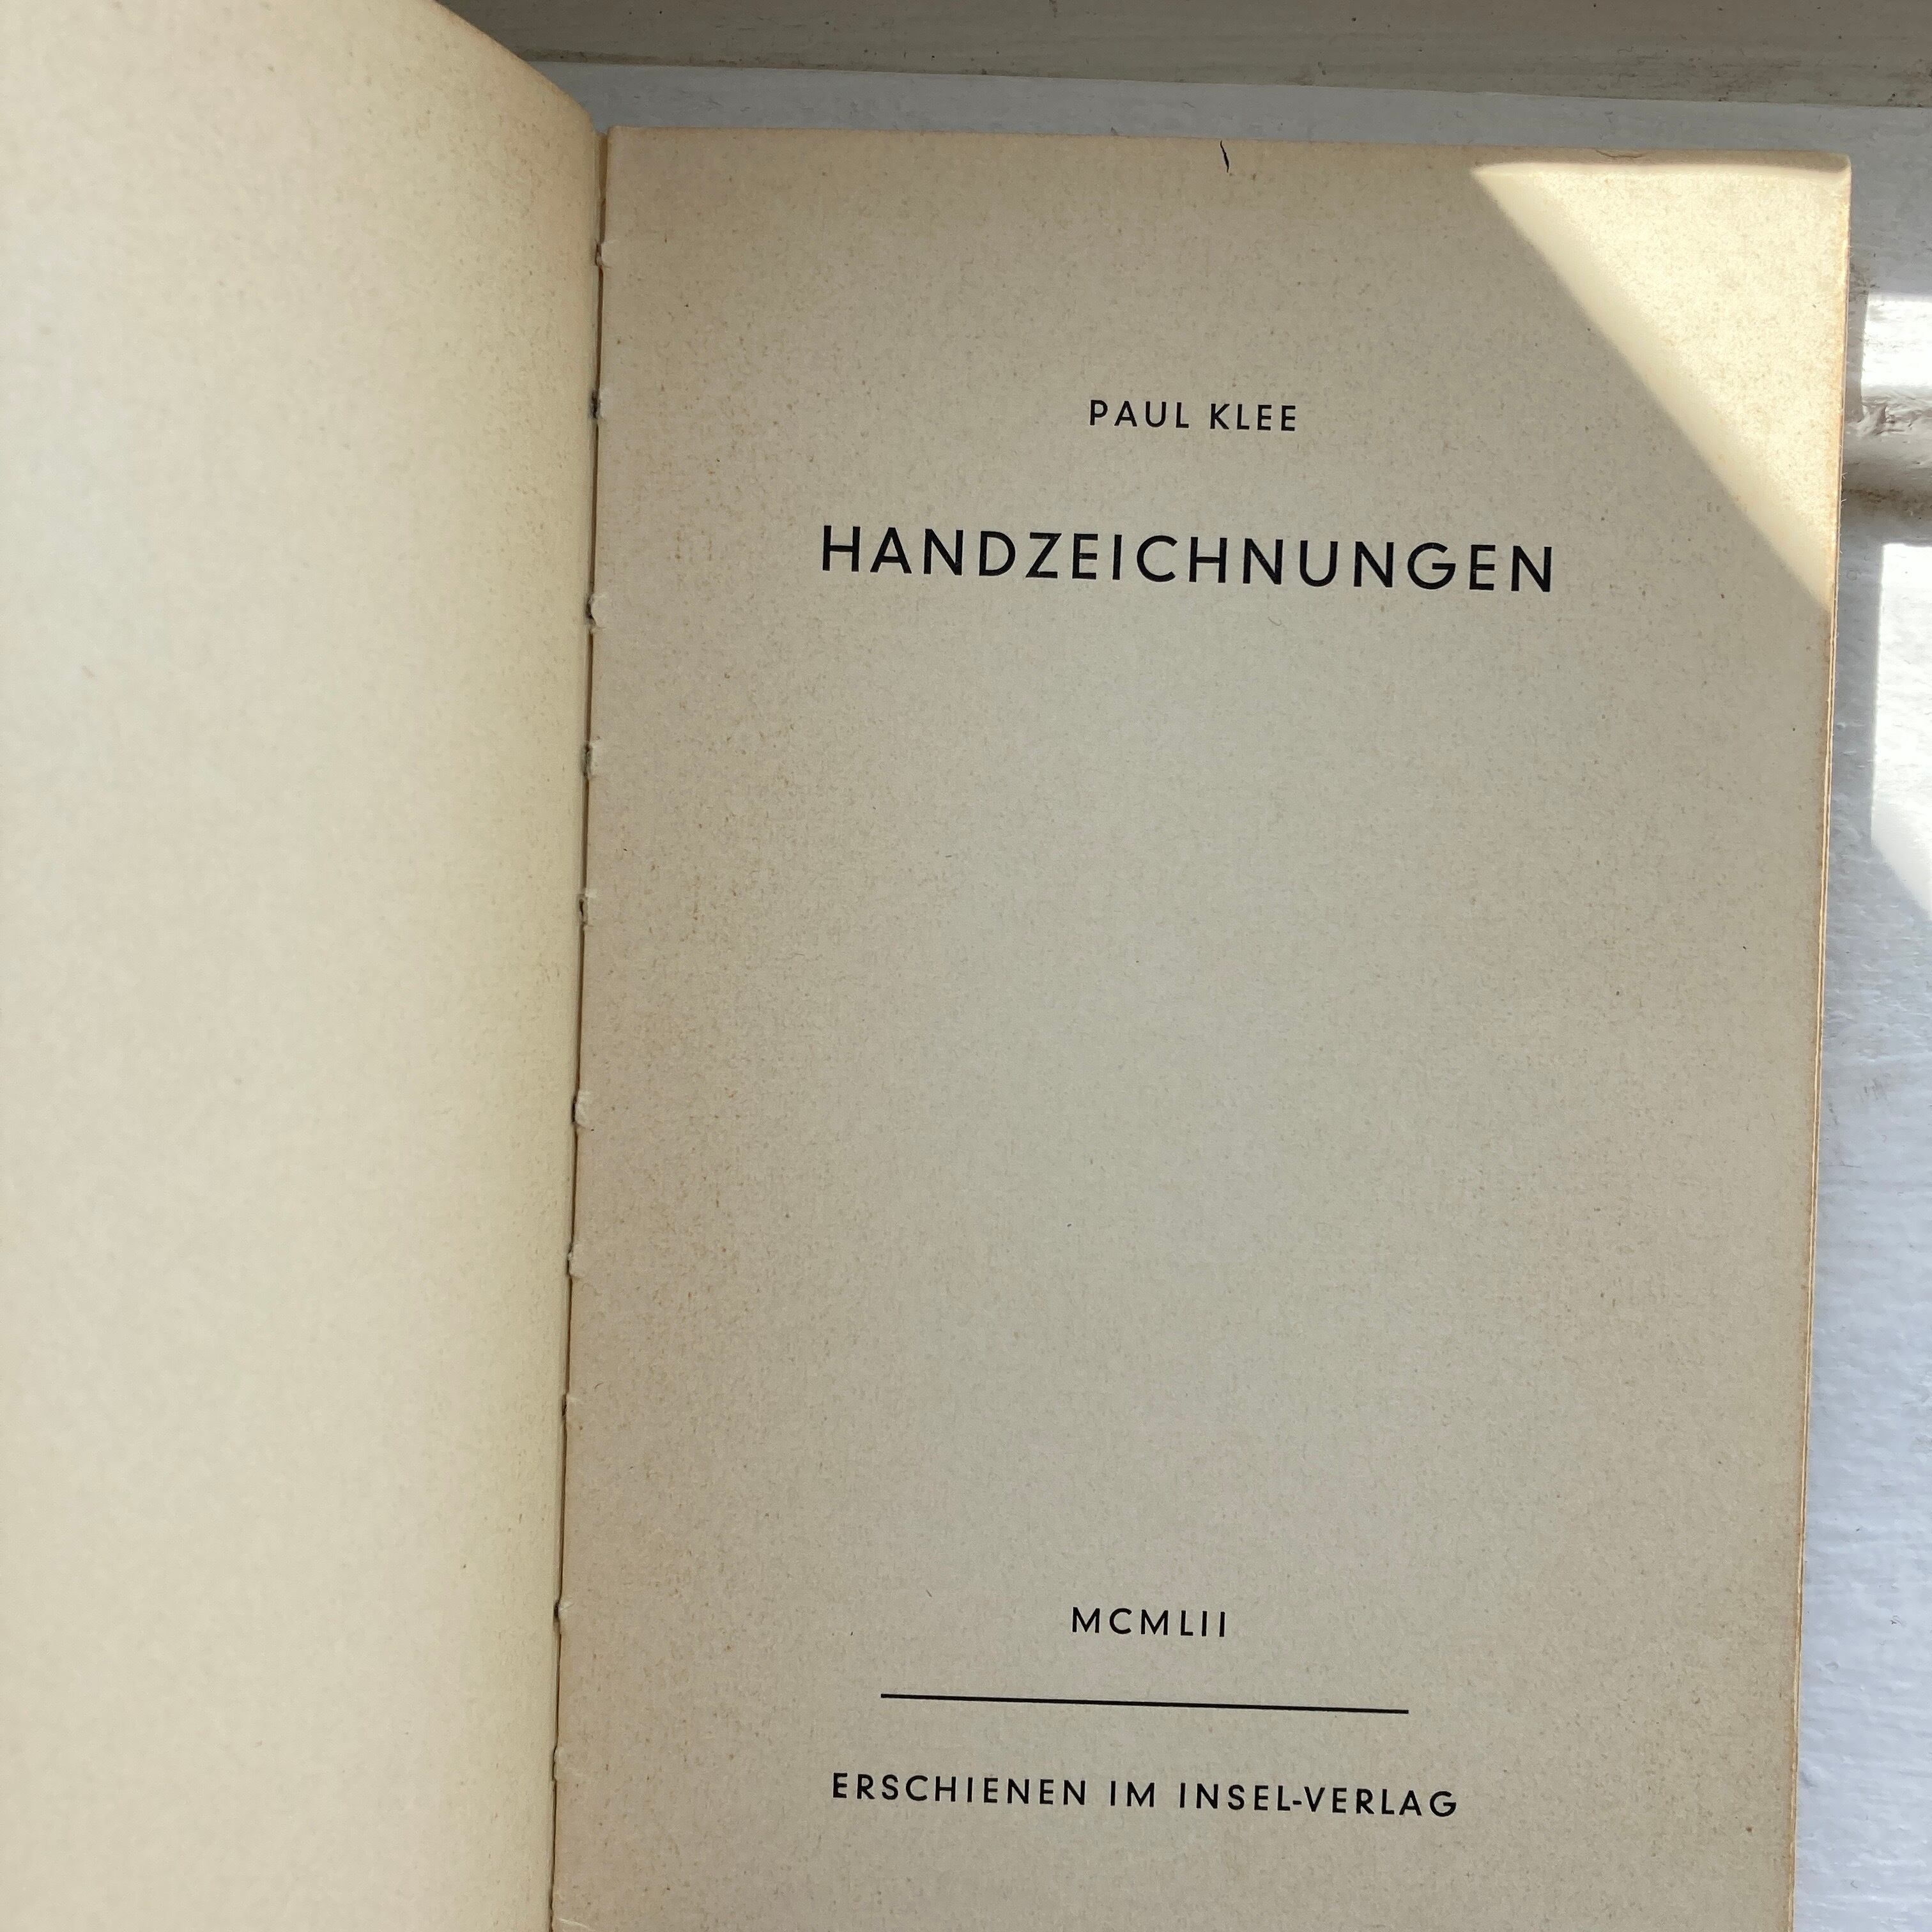 PAUL KLEE
HANDZEICHNUNGEN
MCMLII
ERSCHIENEN IM INSEL-VERLAG